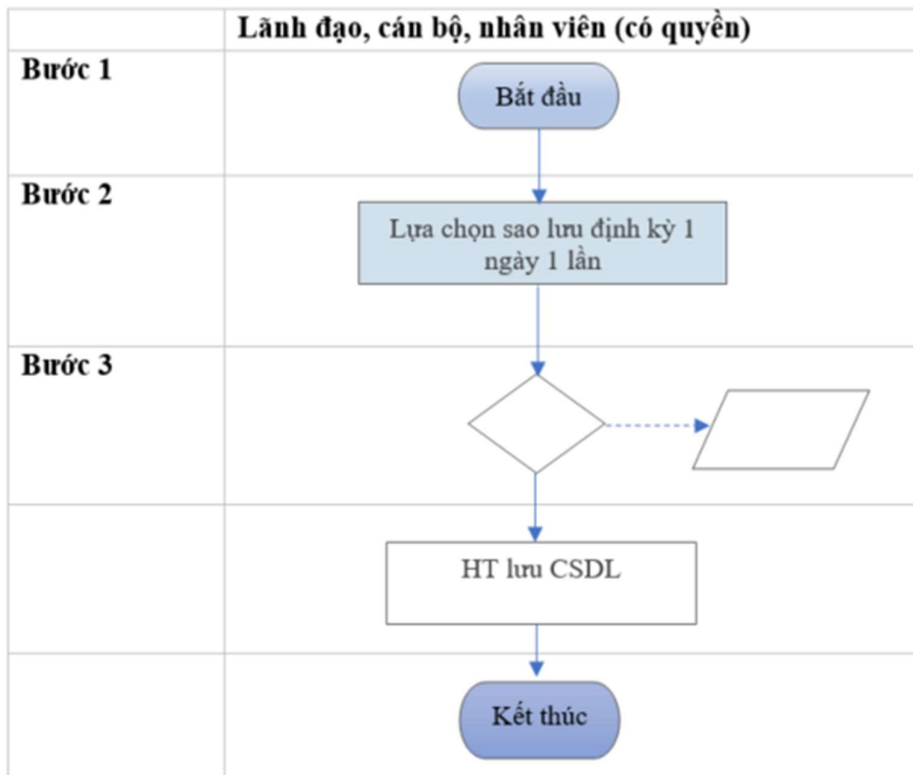 Lãnh đạo, cán bộ, nhân viên (có quyền)
Bước 1
Bắt đầu
Bước 2
Lựa chọn sao lưu định kỳ 1
ngày 1 lần
Bước 3
HT lưu CSDL
Kết thúc